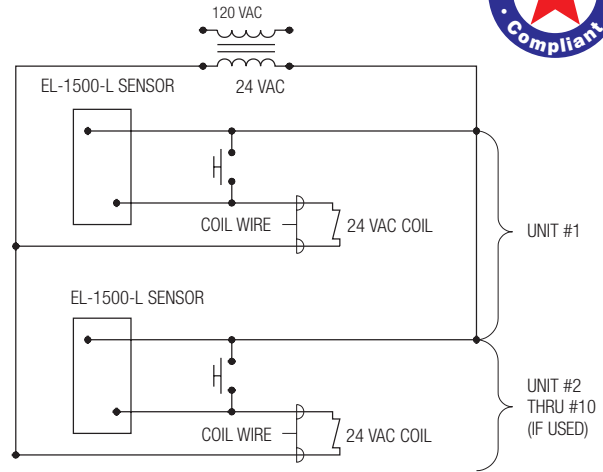 120 VAC
• Compliant
EL-1500-L SENSOR
24 VAC
COIL WIRE
24 VAC COIL
UNIT #1
EL-1500-L SENSOR
COIL WIRE
24 VAC COIL
UNIT #2
THRU #10
(IF USED)